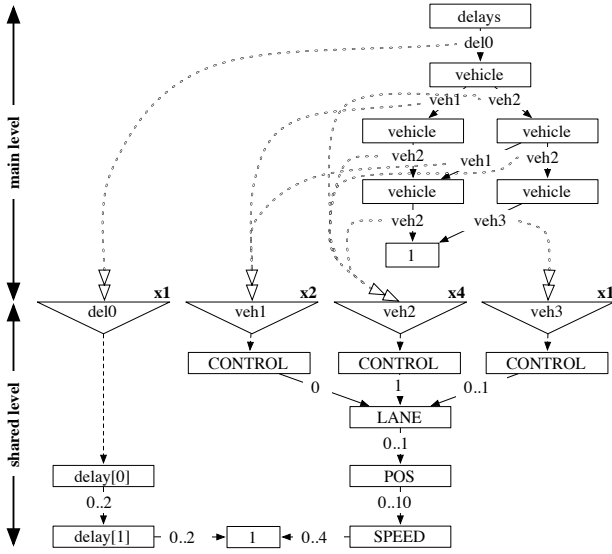 delays
del0
vehicle
veh1 veh2
vehicle vehicle
veh2 veh1 veh2
vehicle vehicle
veh2 veh3
1
main level
x1 x2 x4 x1
del0 veh1 veh2 veh3
CONTROL CONTROL CONTROL
0 1 0..1
LANE
0..1
shared level
delay[0] POS
0..2 0..10
delay[1] 0..2 1 0..4 SPEED